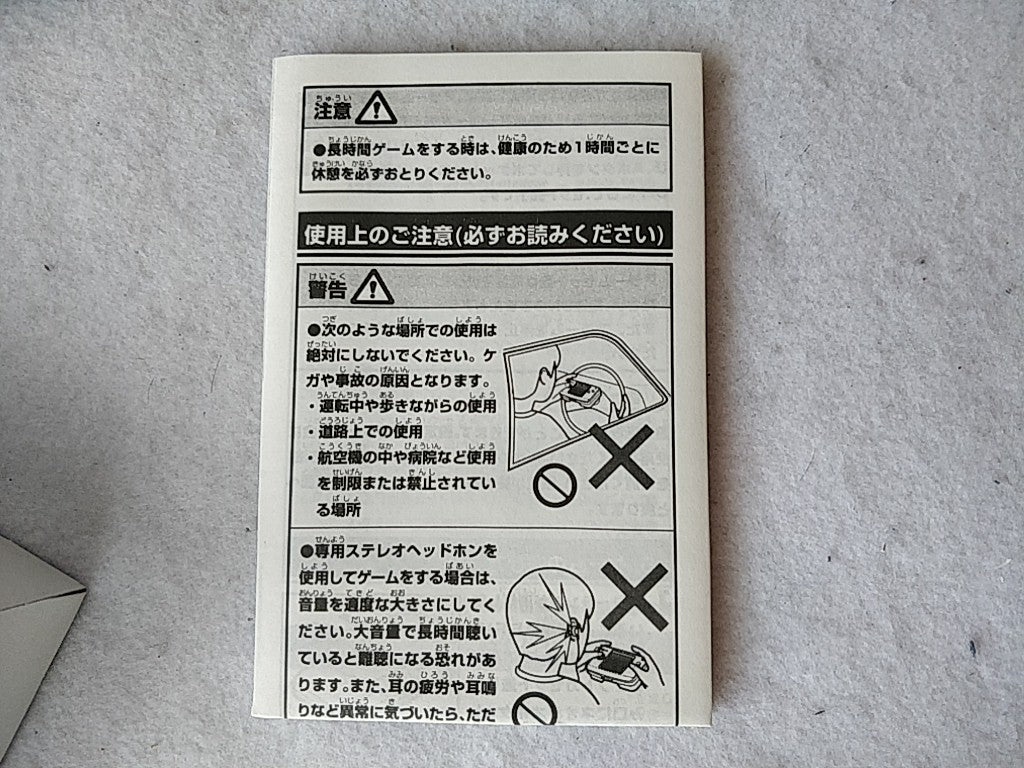 注意
●長時間ゲームをする時は、健康のため1時間ごとに
休憩を必ずおとりください。
使用上のご注意(必ずお読みください)
警告
●次のような場所での使用は
絶対にしないでください。ケ
ガや事故の原因となります。
・運転中や歩きながらの使用
・道路上での使用
・航空機の中や病院など使用
を制限または禁止されてい
る場所
●専用ステレオヘッドホンを
使用してゲームをする場合は、
音量を適度な大きさにしてく
ださい。大音量で長時間聴い
ていると難聴になる恐れがあ
ります。また、耳の疲労や耳鳴
りなど異常に気づいたら、ただ